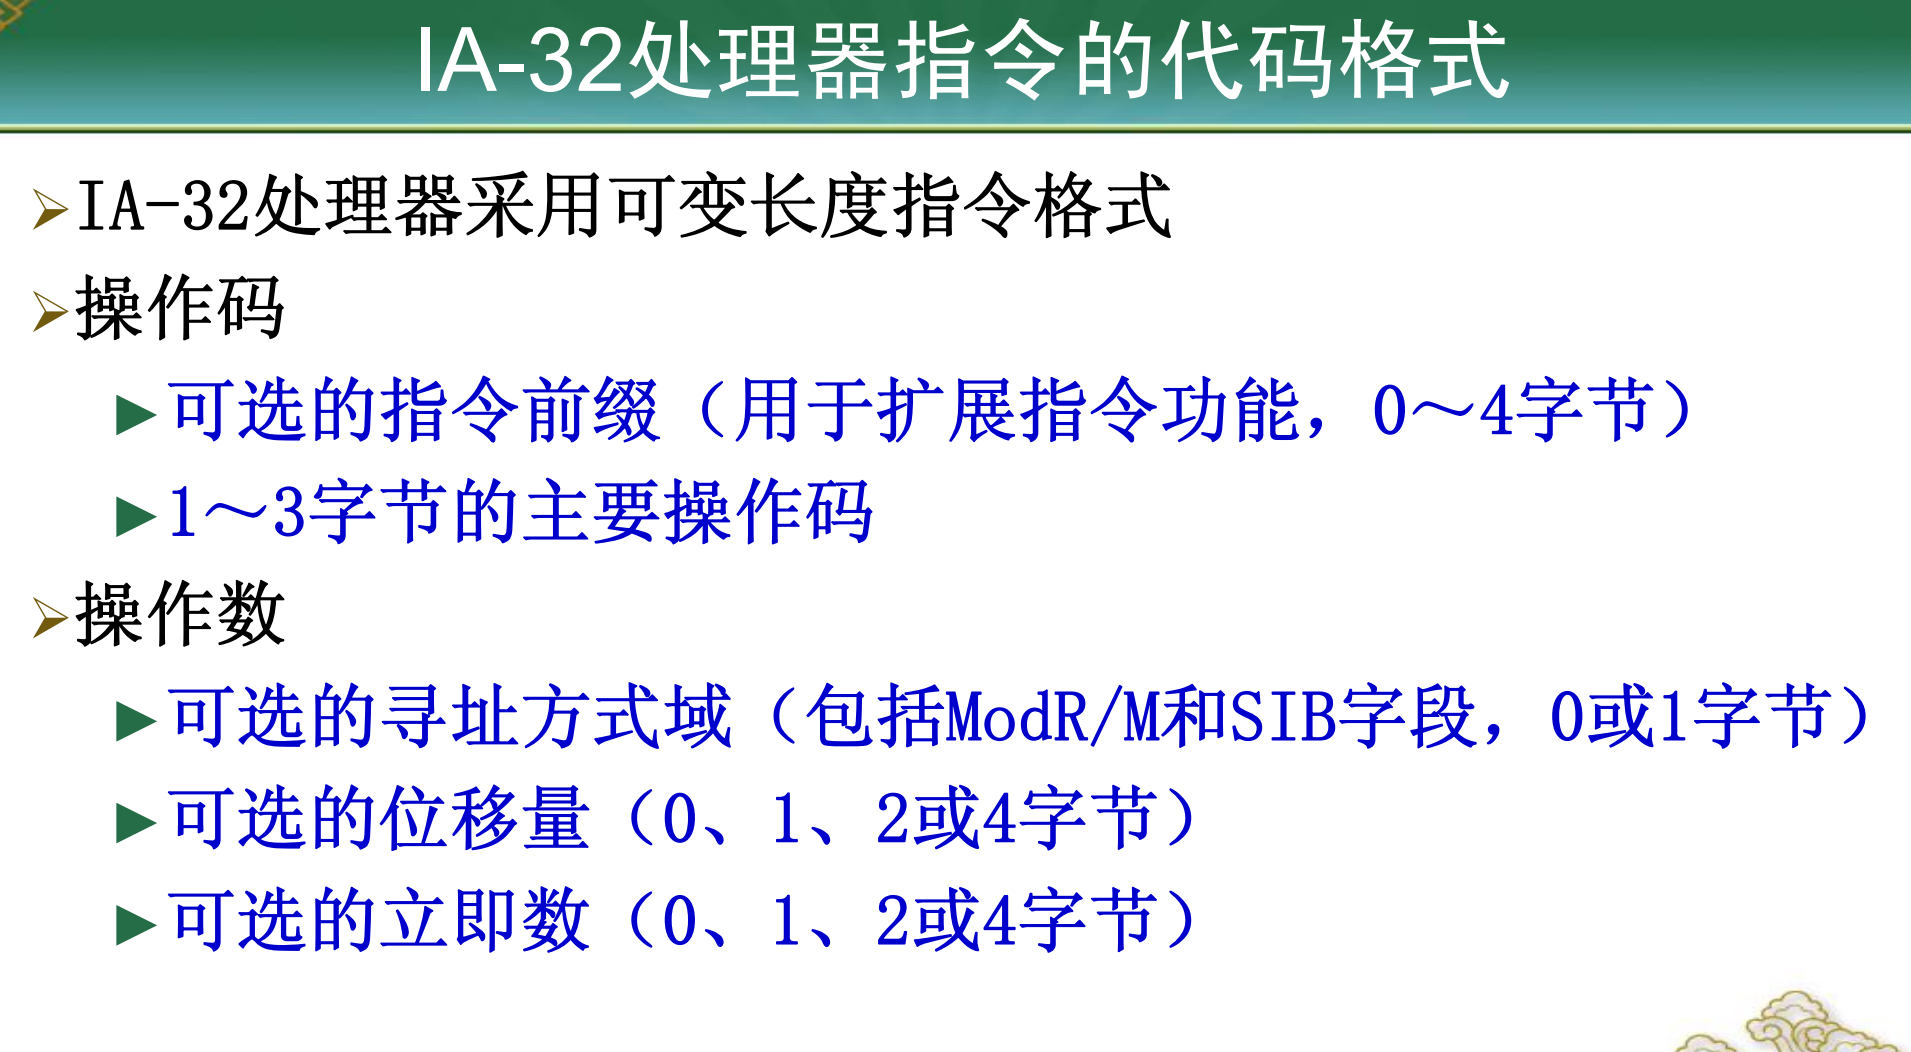 IA-32处理器指令的代码格式
➢IA-32处理器采用可变长度指令格式
➢操作码
►可选的指令前缀（用于扩展指令功能，0～4字节）
►1～3字节的主要操作码
➢操作数
►可选的寻址方式域（包括ModR/M和SIB字段，0或1字节）
►可选的位移量（0、1、2或4字节）
►可选的立即数（0、1、2或4字节）